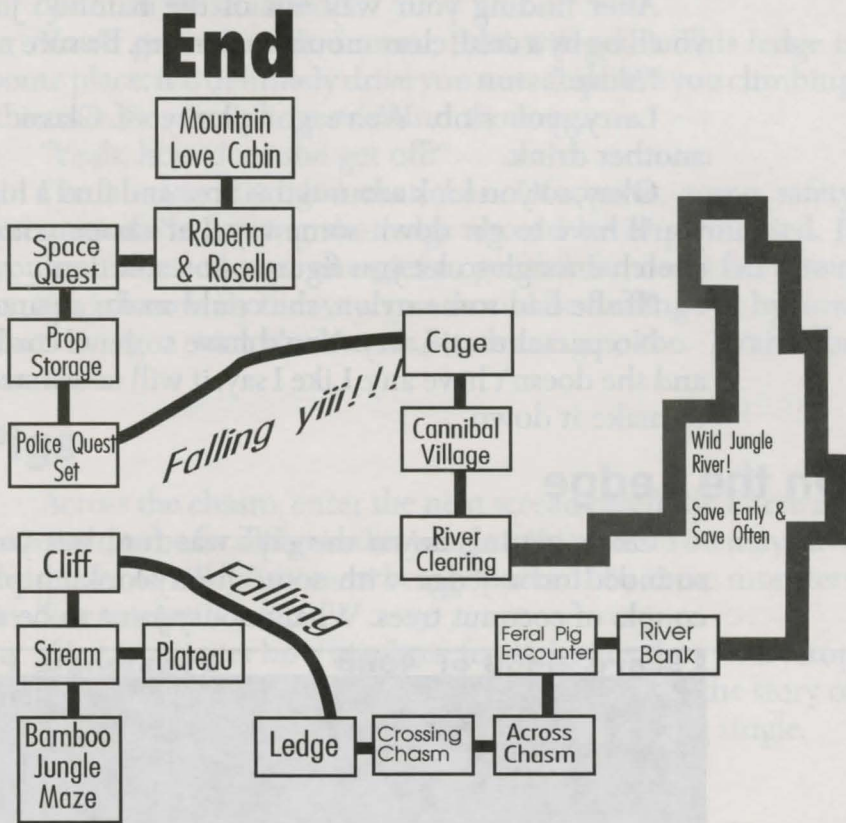 End
Mountain
Love Cabin
Space
Quest
Roberta
& Rosella
Prop
Storage
Cage
Police Quest
Set
Falling yiii!!!
Cannibal
Village
Wild Jungle
River!
Save Early &
Save Often
River
Clearing
Cliff
Falling
Stream
Plateau
Feral Pig
Encounter
River
Bank
Bamboo
Jungle
Maze
Ledge
Crossing
Chasm
Across
Chasm